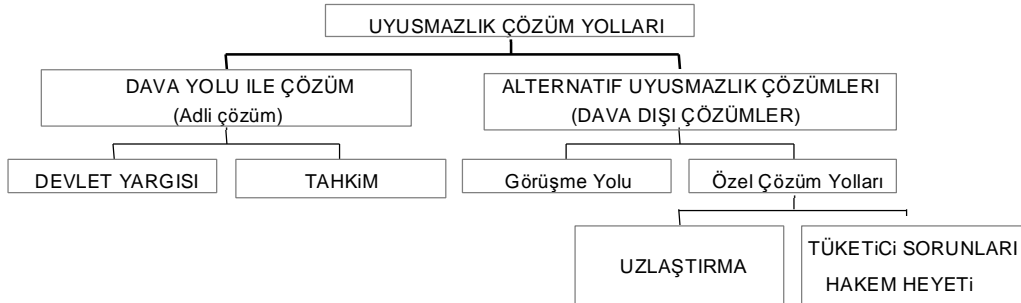 UYUSMAZLIK ÇÖZÜM YOLLARI
DAVA YOLU ILE ÇÖZÜM
(Adli çözüm)
ALTERNATIF UYUSMAZLIK ÇÖZÜMLERI
(DAVA DIŞI ÇÖZÜMLER)
DEVLET YARGISI
TAHKiM
Görüşme Yolu
Özel Çözüm Yolları
UZLAŞTIRMA
TÜKETiCi SORUNLARI
HAKEM HEYETi